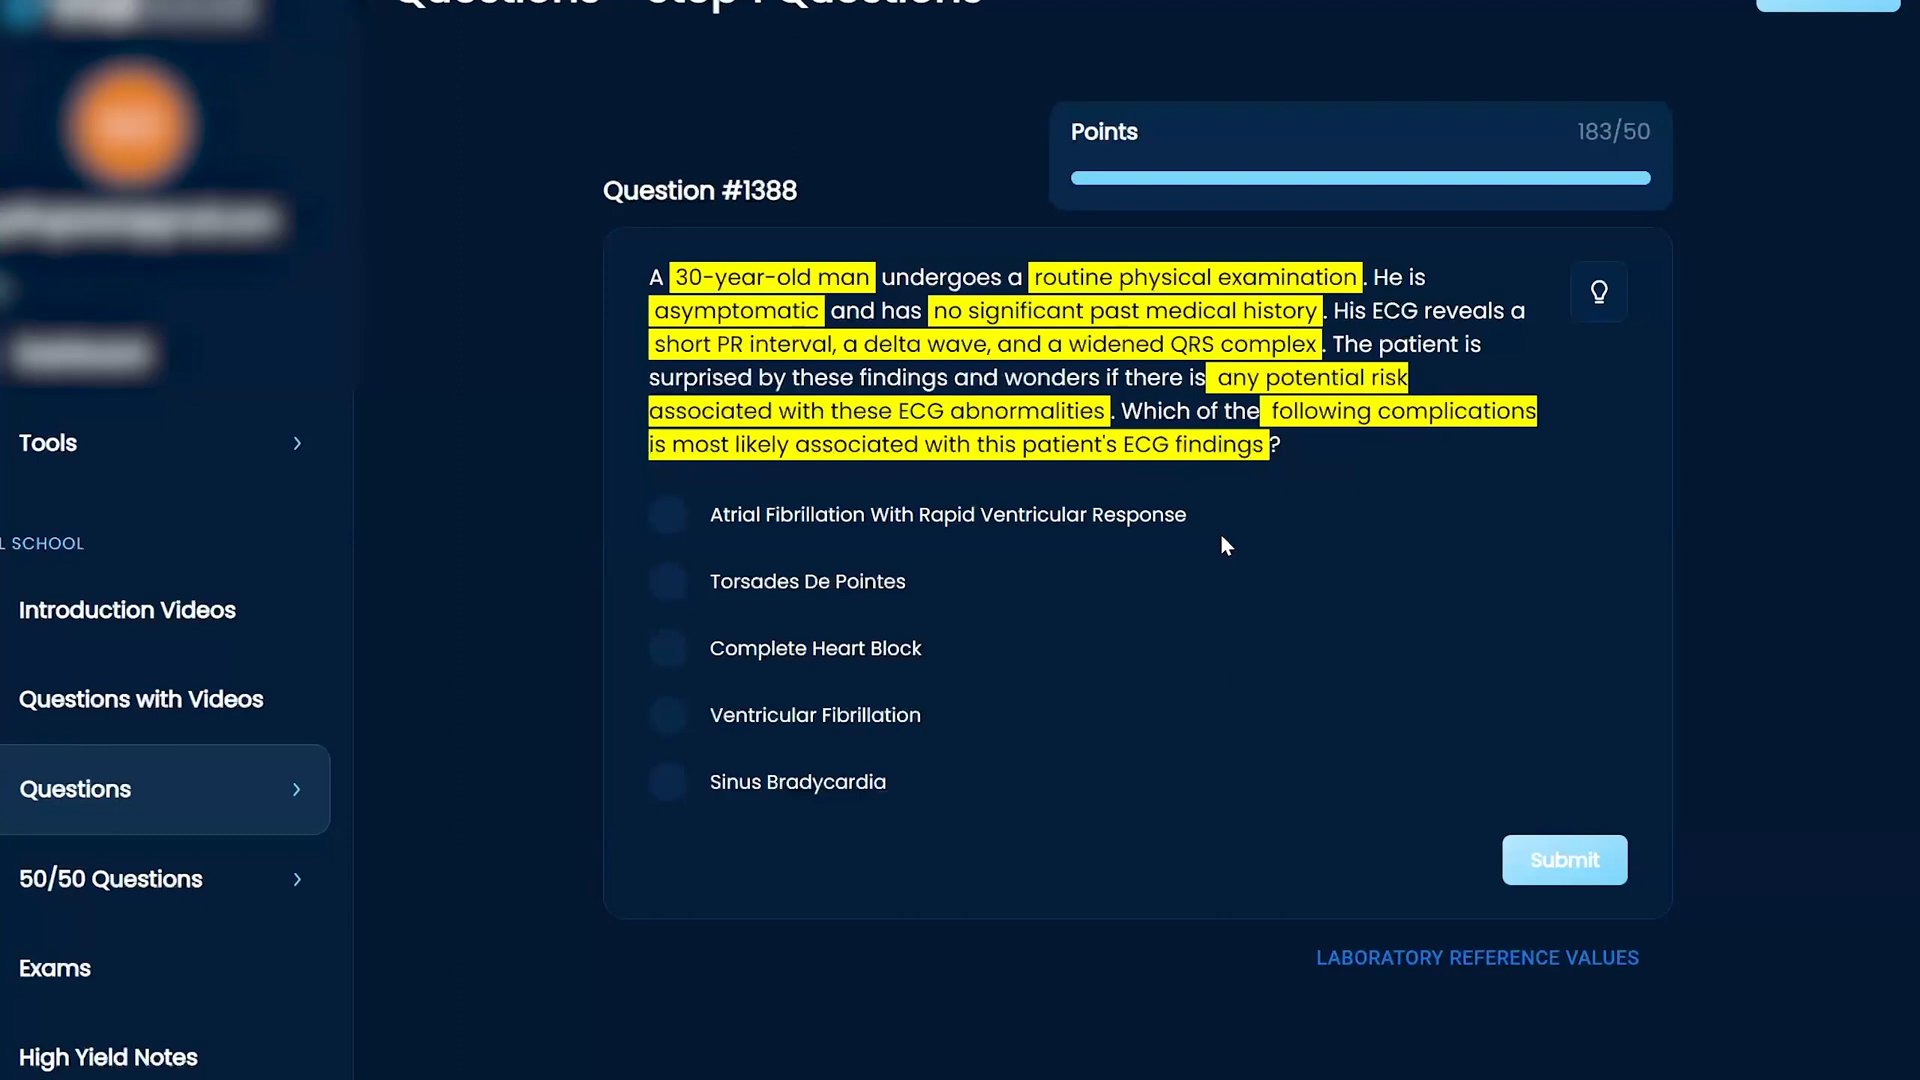 Questions - Step 1 Questions
Points 183/50
Question #1388
A 30-year-old man undergoes a routine physical examination. He is
asymptomatic and has no significant past medical history. His ECG reveals a
short PR interval, a delta wave, and a widened QRS complex. The patient is
surprised by these findings and wonders if there is any potential risk
associated with these ECG abnormalities. Which of the following complications
is most likely associated with this patient's ECG findings?
Atrial Fibrillation With Rapid Ventricular Response
Torsades De Pointes
Complete Heart Block
Ventricular Fibrillation
Sinus Bradycardia
Submit
LABORATORY REFERENCE VALUES
Tools
L SCHOOL
Introduction Videos
Questions with Videos
Questions
50/50 Questions
Exams
High Yield Notes